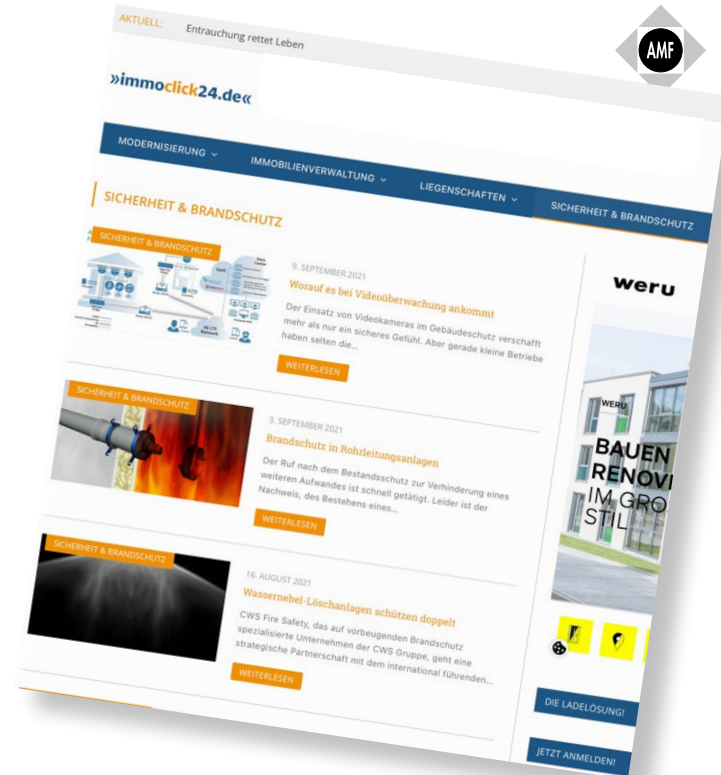 AKTUELL: Entrauchung rettet Leben
AMF
»immoclick24.de«
MODERNISIERUNG
IMMOBILIENVERWALTUNG
LIEGENSCHAFTEN
SICHERHEIT & BRANDSCHUTZ
SICHERHEIT & BRANDSCHUTZ
SICHERHEIT & BRANDSCHUTZ
9. SEPTEMBER 2021
Worauf es bei Videoüberwachung ankommt
Der Einsatz von Videokameras im Gebäudeschutz verschafft
mehr als nur ein sicheres Gefühl. Aber gerade kleine Betriebe
haben selten die...
WEITERLESEN
SICHERHEIT & BRANDSCHUTZ
3. SEPTEMBER 2021
Brandschutz in Rohrleitungsanlagen
Der Ruf nach dem Bestandsschutz zur Verhinderung eines
weiteren Aufwandes ist schnell getätigt. Leider ist der
Nachweis, des Bestehens eines...
WEITERLESEN
SICHERHEIT & BRANDSCHUTZ
16. AUGUST 2021
Wassernebel-Löschanlagen schützen doppelt
CWS Fire Safety, das auf vorbeugenden Brandschutz
spezialisierte Unternehmen der CWS Gruppe, geht eine
strategische Partnerschaft mit dem international führenden...
WEITERLESEN
weru
WERU
BAUEN
RENOVI
IM GRO
STIL
DIE LADELÖSUNG!
JETZT ANMELDEN!